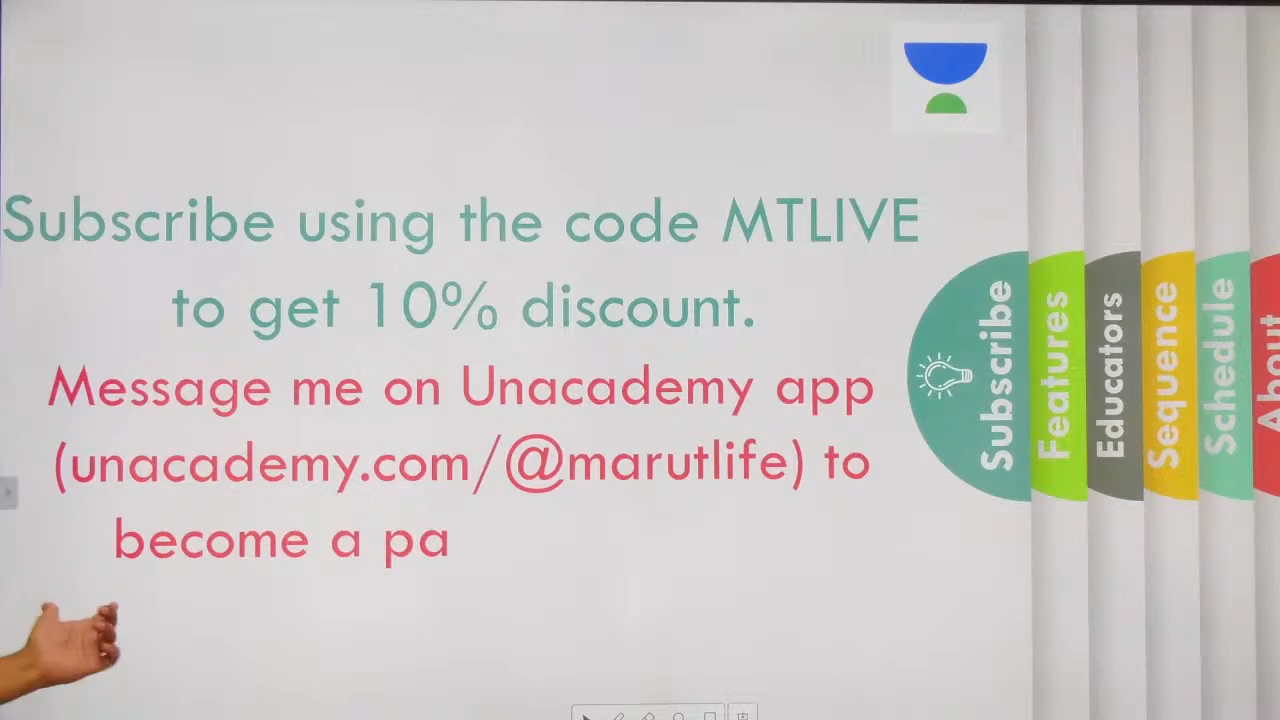 Subscribe using the code MTLIVE
to get 10% discount.
Message me on Unacademy app
(unacademy.com/@marutlife) to
become a pa
Subscribe
Features
Educators
Sequence
Schedule
About